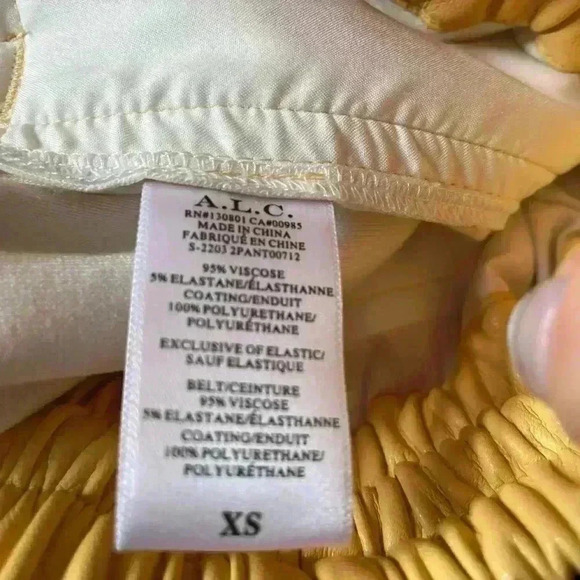 A.L.C.
RN#130801 CA#00985
MADE IN CHINA
FABRIQUÉ EN CHINE
S-2203 2PANT00712
95% VISCOSE
5% ELASTANE/ÉLASTHANNE
COATING/ENDUIT
100% POLYURETHANE/
POLYURÉTHANE
EXCLUSIVE OF ELASTIC/
SAUF ELASTIQUE
BELT/CEINTURE
95% VISCOSE
5% ELASTANE/ÉLASTHANNE
COATING/ENDUIT
100% POLYURETHANE/
POLYURÉTHANE
XS